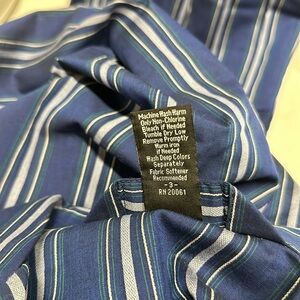 Machine Wash Warm
Only Non-Chlorine
Bleach if Needed
Tumble Dry Low
Remove Promptly
Warm iron
if Needed
Wash Deep Colors
Separately
Fabric Softener
Recommended
- 3 -
RN 20061